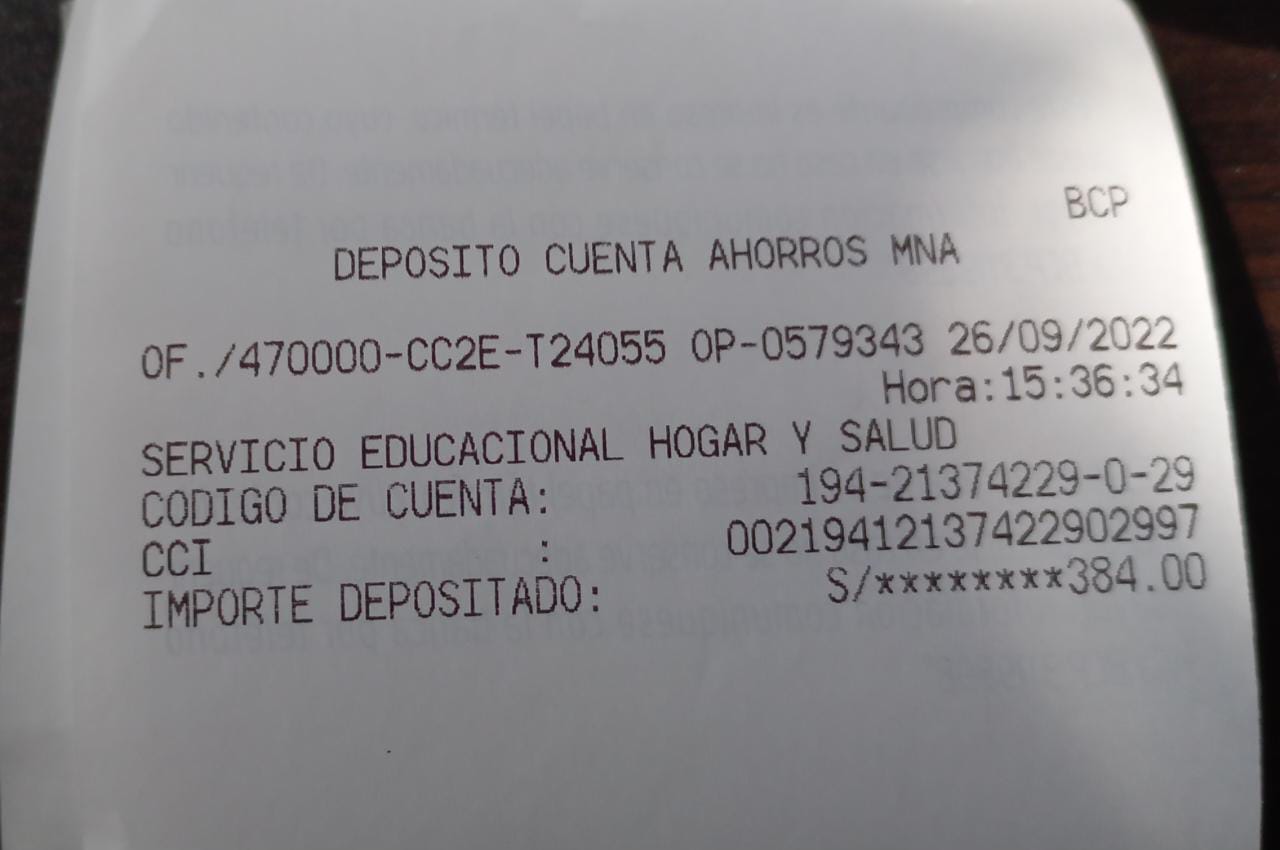 BCP
DEPOSITO CUENTA AHORROS MNA
OF./470000-CC2E-T24055 OP-0579343 26/09/2022
Hora:15:36:34
SERVICIO EDUCACIONAL HOGAR Y SALUD
CODIGO DE CUENTA: 194-21374229-0-29
CCI : 00219412137422902997
IMPORTE DEPOSITADO: S/********384.00